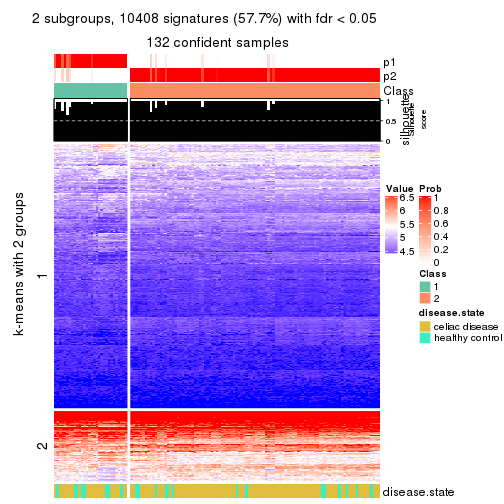 2 subgroups, 10408 signatures (57.7%) with fdr < 0.05
132 confident samples
p1
p2
Class
silhouette
Silhouette
score
1
0.5
0
k-means with 2 groups
1
2
Value
6.5
6
5.5
5
4.5
Prob
1
0.8
0.6
0.4
0.2
0
Class
1
2
disease.state
celiac disease
healthy control
disease.state